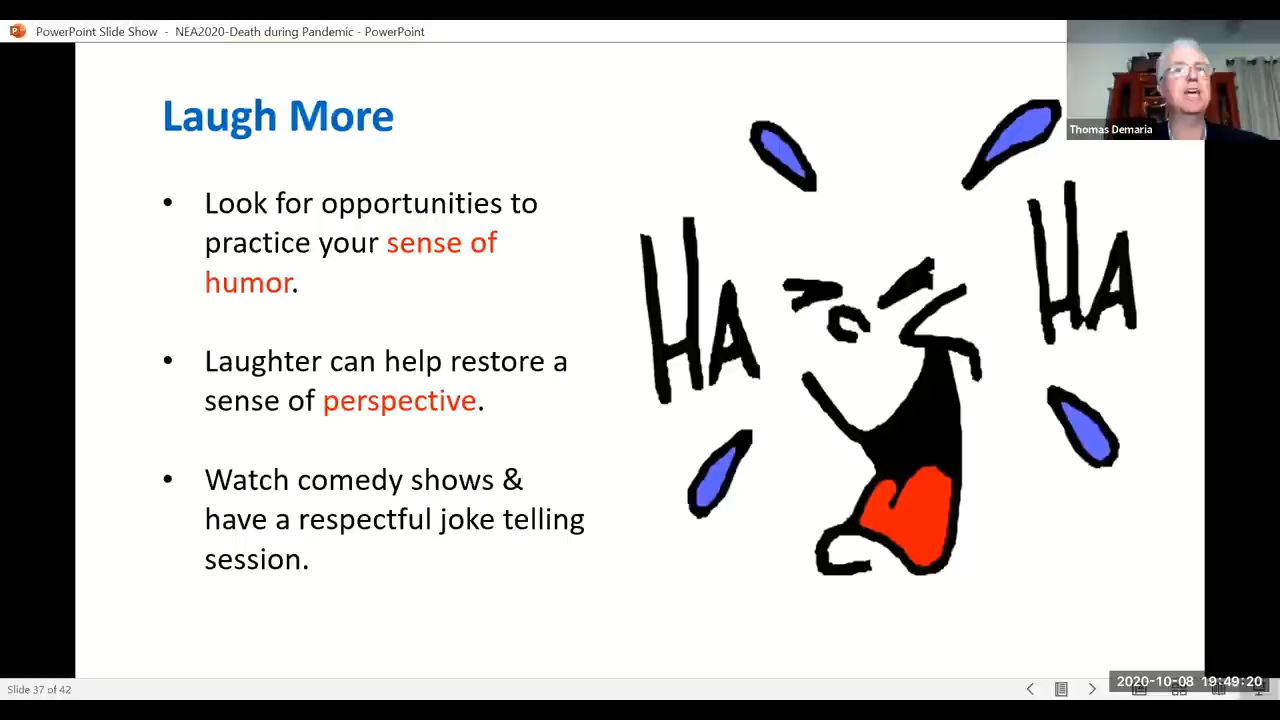 PowerPoint Slide Show - NEA2020-Death during Pandemic - PowerPoint
Thomas Demaria
Laugh More
• Look for opportunities to
practice your sense of
humor.
• Laughter can help restore a
sense of perspective.
• Watch comedy shows &
have a respectful joke telling
session.
HA
HA
Slide 37 of 42
2020-10-08 19:49:20